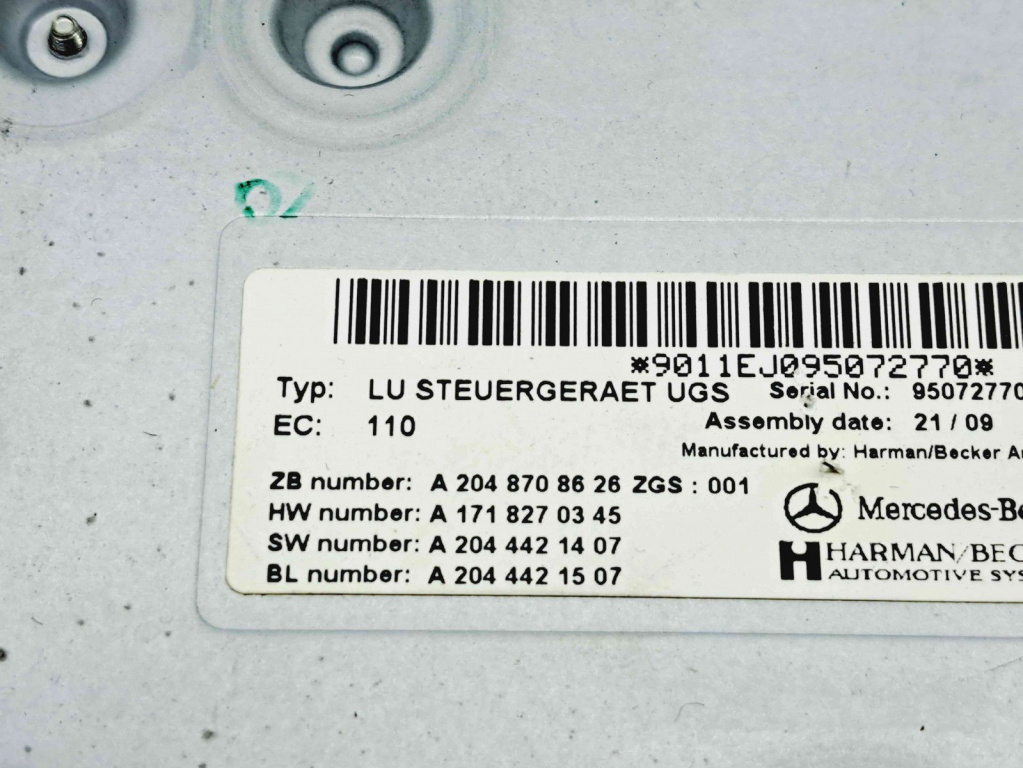 *9011EJ095072770*
Typ: LU STEUERGERAET UGS Serial No.: 95072770
EC: 110 Assembly date: 21 / 09
Manufactured by: Harman/Becker
ZB number: A 204 870 86 26 ZGS : 001
HW number: A 171 827 03 45
SW number: A 204 442 14 07
BL number: A 204 442 15 07
Mercedes-Be
HARMAN/BEC
AUTOMOTIVE SYS